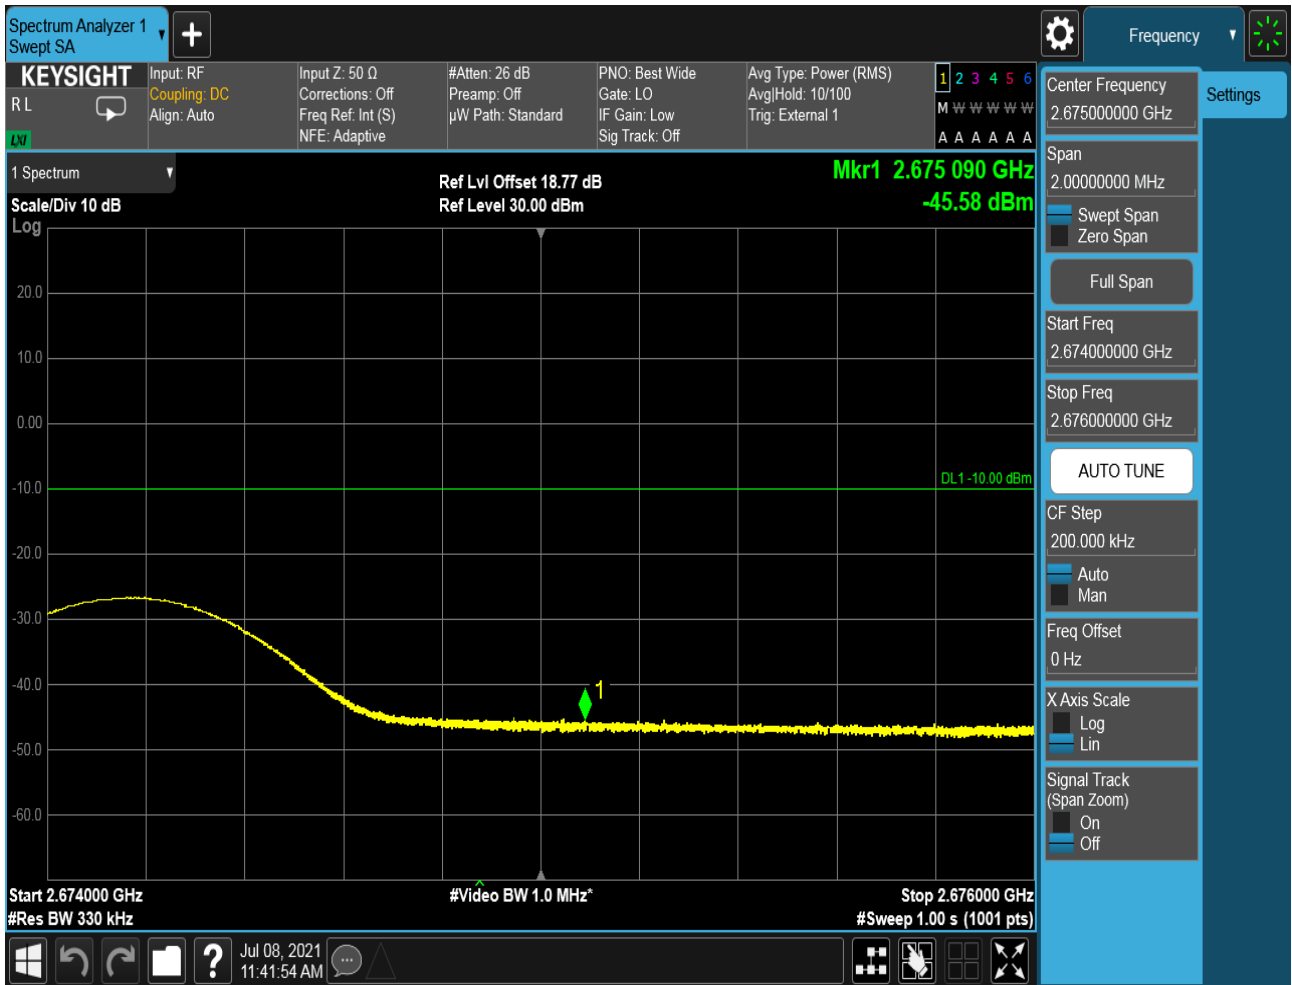 Spectrum Analyzer 1
Swept SA
Frequency
KEYSIGHT
R L
LXI
Input: RF
Coupling: DC
Align: Auto
Input Z: 50 Ω
Corrections: Off
Freq Ref: Int (S)
NFE: Adaptive
#Atten: 26 dB
Preamp: Off
µW Path: Standard
PNO: Best Wide
Gate: LO
IF Gain: Low
Sig Track: Off
Avg Type: Power (RMS)
Avg|Hold: 10/100
Trig: External 1
1 2 3 4 5 6
M W W W W W
A A A A A A
1 Spectrum
Scale/Div 10 dB
Log
Ref Lvl Offset 18.77 dB
Ref Level 30.00 dBm
Mkr1 2.675 090 GHz
-45.58 dBm
20.0
10.0
0.00
-10.0
-20.0
-30.0
-40.0
-50.0
-60.0
DL1 -10.00 dBm
1
Start 2.674000 GHz
#Res BW 330 kHz
#Video BW 1.0 MHz*
Stop 2.676000 GHz
#Sweep 1.00 s (1001 pts)
Jul 08, 2021
11:41:54 AM
Center Frequency
2.675000000 GHz
Settings
Span
2.00000000 MHz
Swept Span
Zero Span
Full Span
Start Freq
2.674000000 GHz
Stop Freq
2.676000000 GHz
AUTO TUNE
CF Step
200.000 kHz
Auto
Man
Freq Offset
0 Hz
X Axis Scale
Log
Lin
Signal Track
(Span Zoom)
On
Off